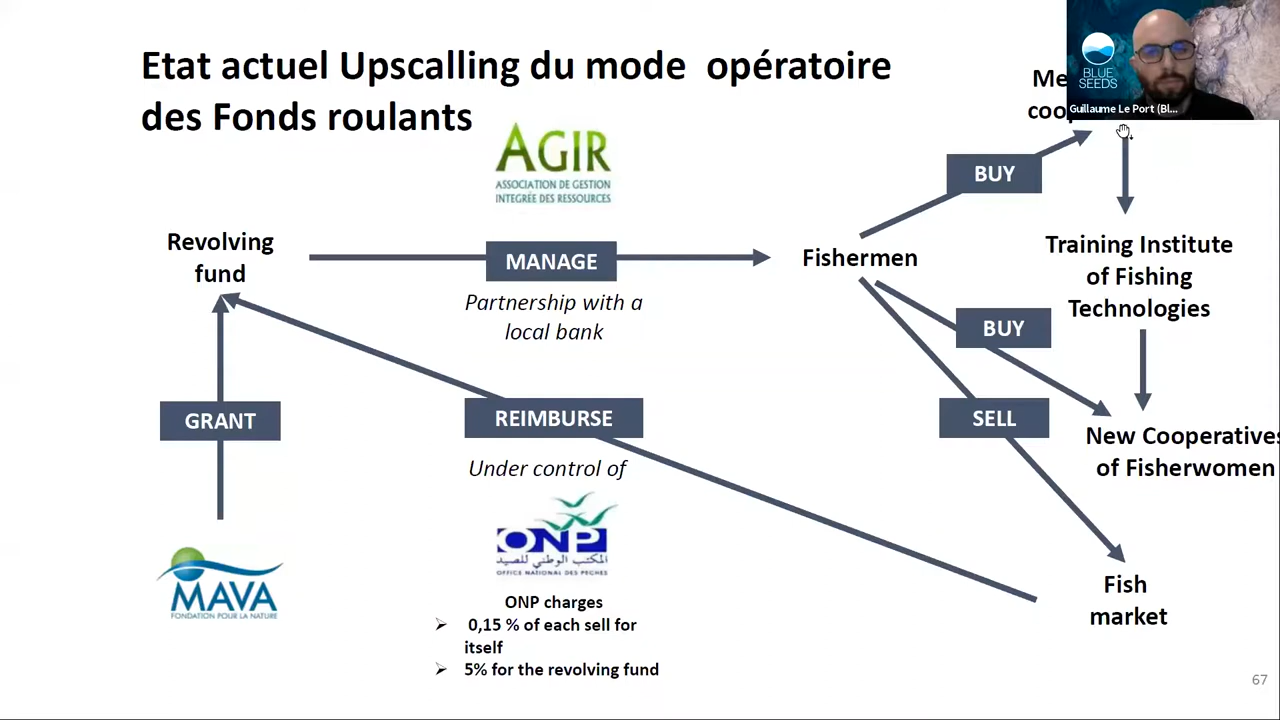 Etat actuel Upscalling du mode opératoire
des Fonds roulants
BLUE
SEEDS
Guillaume Le Port (Bl...
AGIR
ASSOCIATION DE GESTION
INTEGRÉE DES RESSOURCES
BUY
Revolving
fund
MANAGE
Partnership with a
local bank
Fishermen
Training Institute
of Fishing
Technologies
BUY
GRANT
REIMBURSE
SELL
Under control of
New Cooperatives
of Fisherwomen
ONP
المكتب الوطني للصيد
OFFICE NATIONAL DES PECHES
MAVA
FONDATION POUR LA NATURE
Fish
market
ONP charges
0,15 % of each sell for
itself
5% for the revolving fund
67